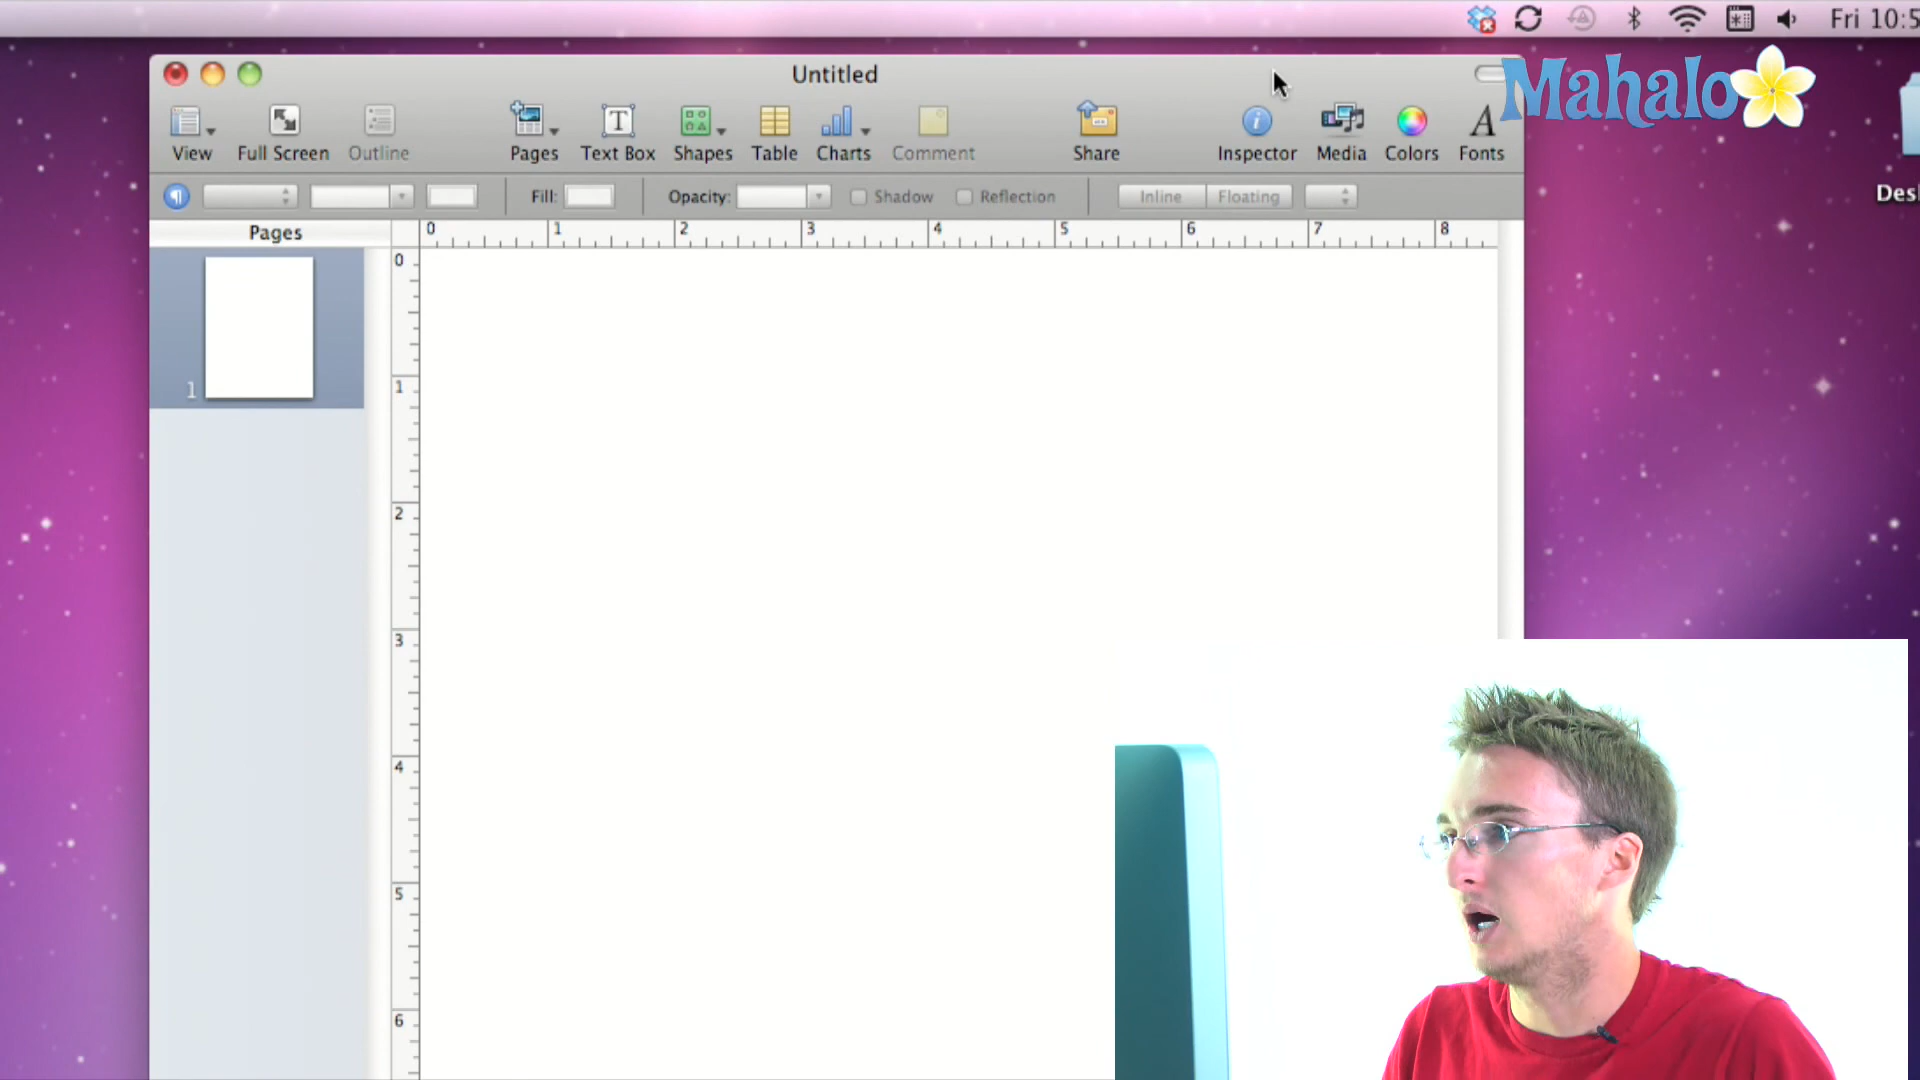 Fri 10:5
Untitled
Mahalo
View Full Screen Outline Pages Text Box Shapes Table Charts Comment Share Inspector Media Colors Fonts
Fill: Opacity: Shadow Reflection Inline Floating
Des
Pages
0 1 2 3 4 5 6 7 8
0
1
1
2
3
4
5
6